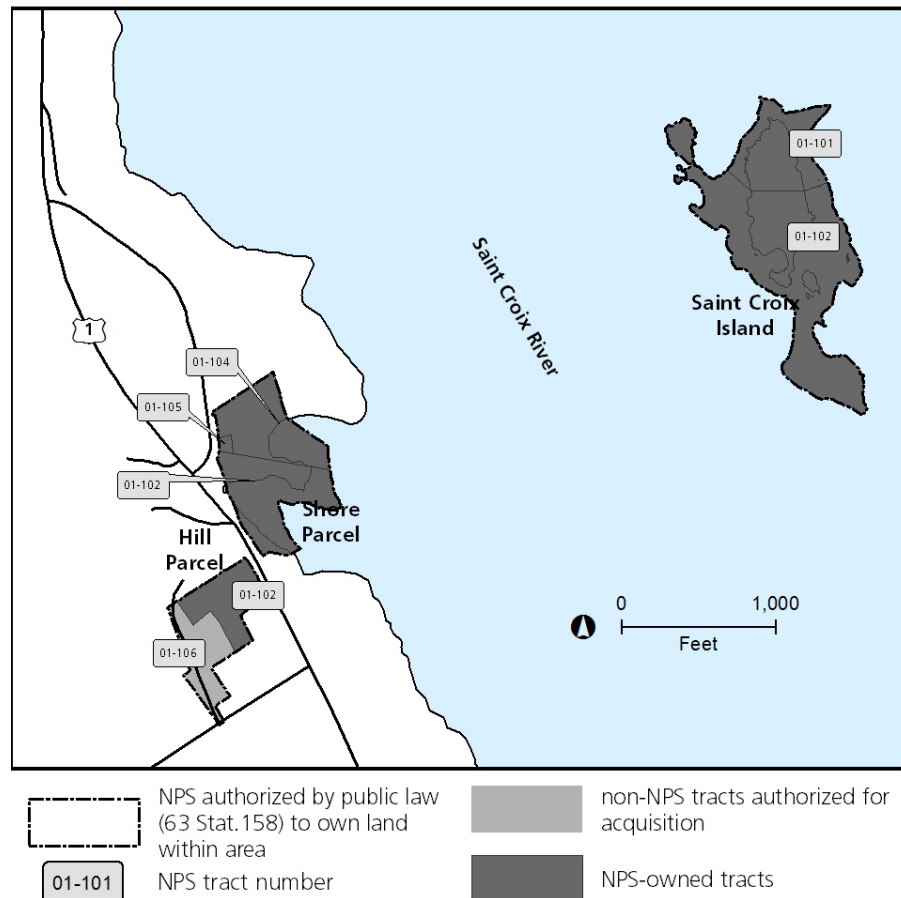 01-101
01-102
Saint Croix River
Saint Croix
Island
1
01-104
01-105
01-102
Shore
Parcel
Hill
Parcel
01-102
01-106
0 1,000
Feet
NPS authorized by public law
(63 Stat.158) to own land
within area
01-101 NPS tract number
non-NPS tracts authorized for
acquisition
NPS-owned tracts